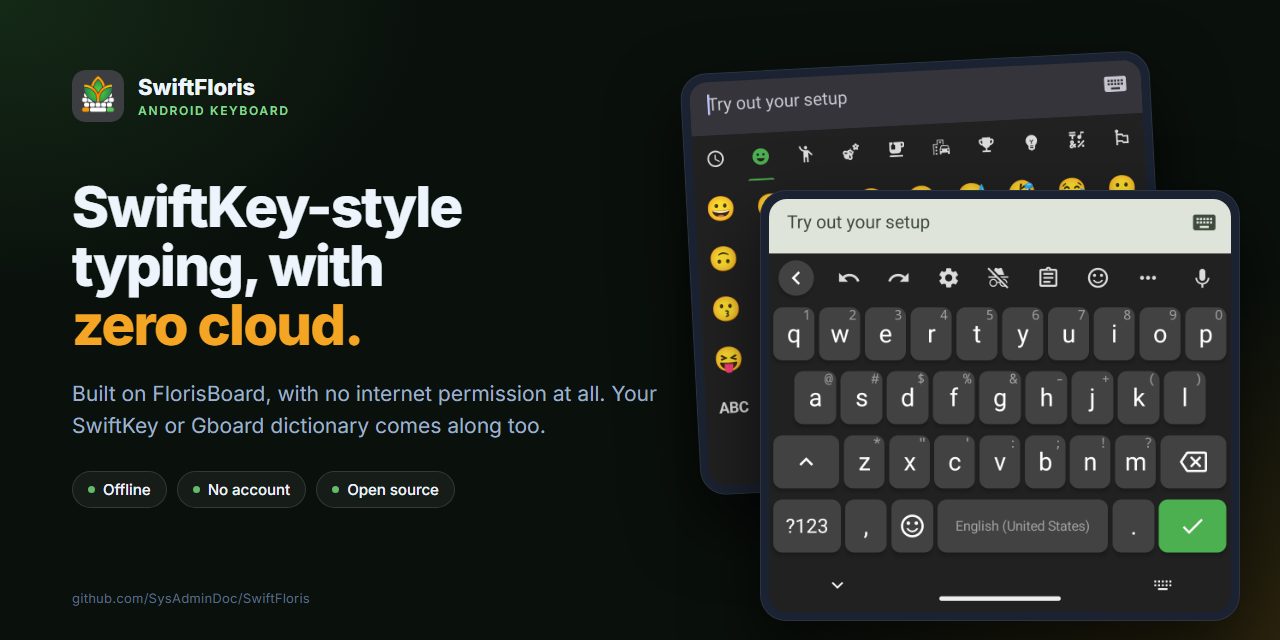 SwiftFloris
ANDROID KEYBOARD
SwiftKey-style
typing, with
zero cloud.
Built on FlorisBoard, with no internet permission at all. Your
SwiftKey or Gboard dictionary comes along too.
Offline
No account
Open source
github.com/SysAdminDoc/SwiftFloris
Try out your setup
ABC
Try out your setup
1 2 3 4 5 6 7 8 9 0
q w e r t y u i o p
@ # $ % & - + ( )
a s d f g h j k l
* " ' : ; ! ?
z x c v b n m
?123 , English (United States) .